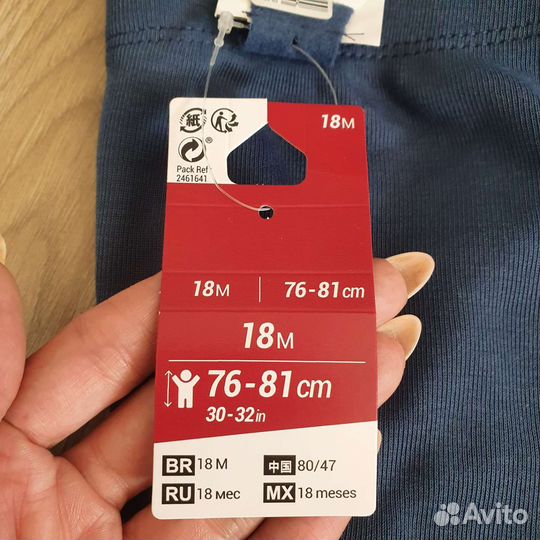 紙
18M
®
Pack Ref
2461641
18M | 76-81cm
18M
76-81cm
30-32in
BR 18 M
中国 80/47
RU 18 мес
MX 18 meses
Avito